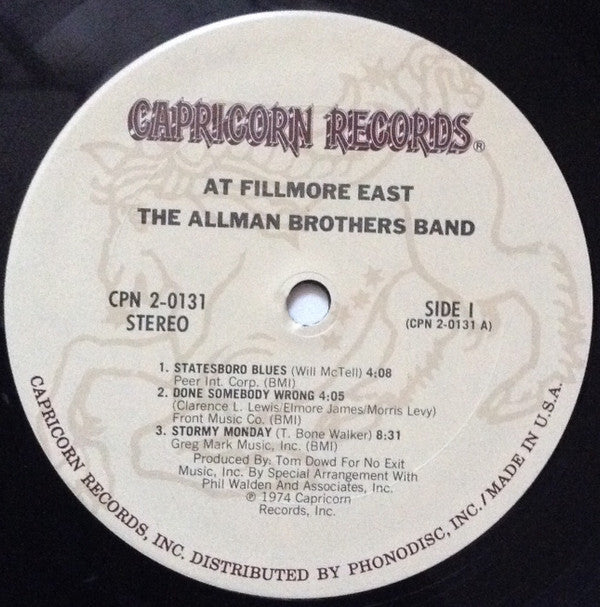 CAPRICORN RECORDS®
AT FILLMORE EAST
THE ALLMAN BROTHERS BAND
CPN 2-0131
STEREO
SIDE I
(CPN 2-0131 A)
1. STATESBORO BLUES (Will McTell) 4:08
Peer Int. Corp. (BMI)
2. DONE SOMEBODY WRONG 4:05
(Clarence L. Lewis/Elmore James/Morris Levy)
Front Music Co. (BMI)
3. STORMY MONDAY (T. Bone Walker) 8:31
Greg Mark Music, Inc. (BMI)
Produced By: Tom Dowd For No Exit
Music, Inc. By Special Arrangement With
Phil Walden And Associates, Inc.
℗ 1974 Capricorn
Records, Inc.
CAPRICORN RECORDS, INC. DISTRIBUTED BY PHONODISC, INC./MADE IN U.S.A.